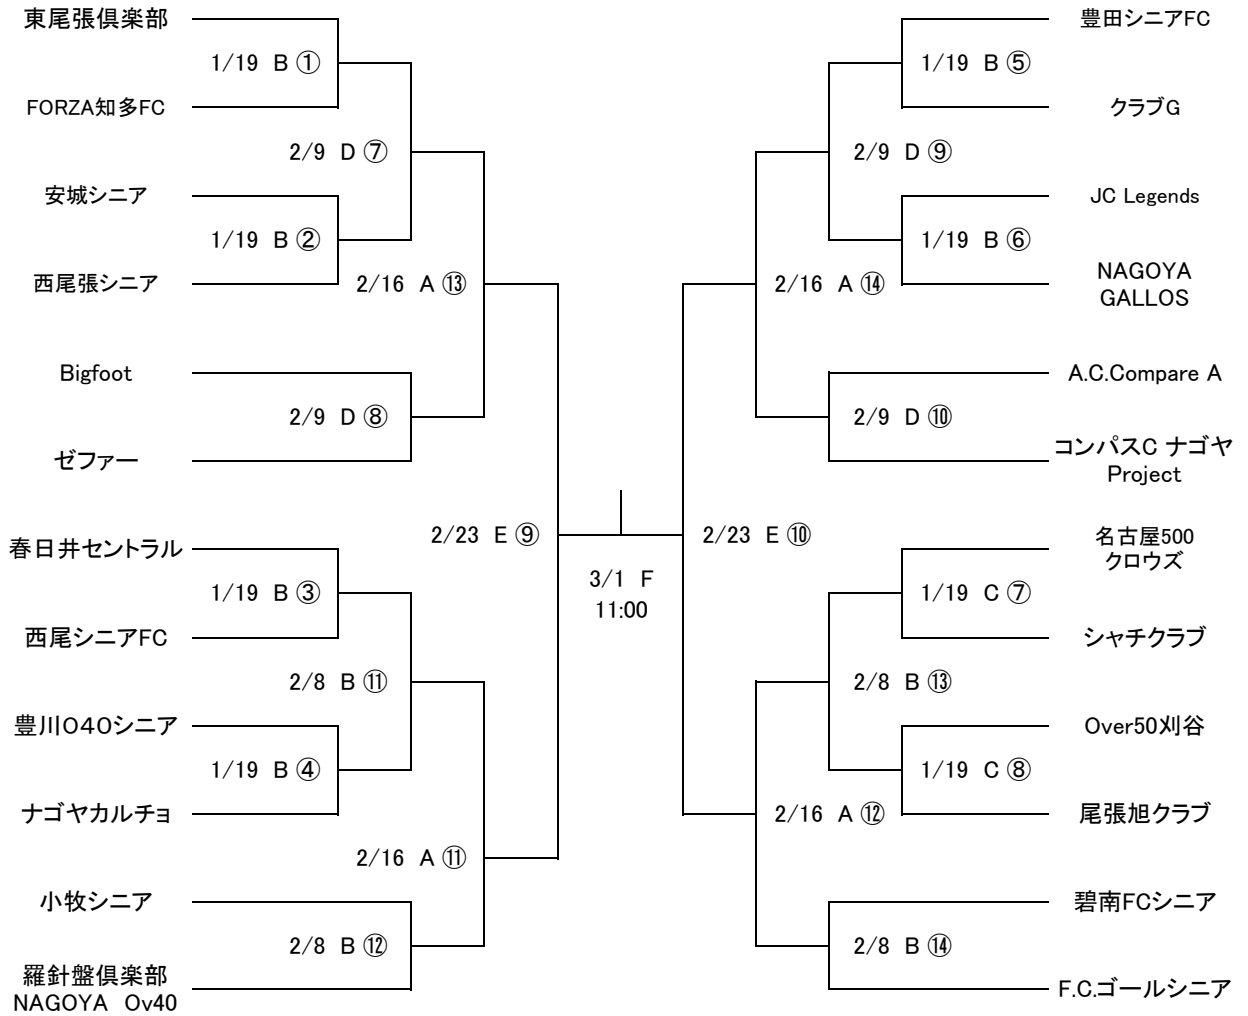 東尾張倶楽部
1/19 B ①
FORZA知多FC
2/9 D ⑦
安城シニア
1/19 B ②
西尾張シニア
2/16 A ⑬
Bigfoot
2/9 D ⑧
ゼファー
2/23 E ⑨
春日井セントラル
1/19 B ③
西尾シニアFC
2/8 B ⑪
豊川O40シニア
1/19 B ④
ナゴヤカルチョ
2/16 A ⑪
小牧シニア
2/8 B ⑫
羅針盤倶楽部
NAGOYA Ov40
3/1 F
11:00
豊田シニアFC
1/19 B ⑤
クラブG
2/9 D ⑨
JC Legends
1/19 B ⑥
NAGOYA
GALLOS
2/16 A ⑭
A.C.Compare A
2/9 D ⑩
コンパスC ナゴヤ
Project
2/23 E ⑩
名古屋500
クロウズ
1/19 C ⑦
シャチクラブ
2/8 B ⑬
Over50刈谷
1/19 C ⑧
尾張旭クラブ
2/16 A ⑫
碧南FCシニア
2/8 B ⑭
F.C.ゴールシニア